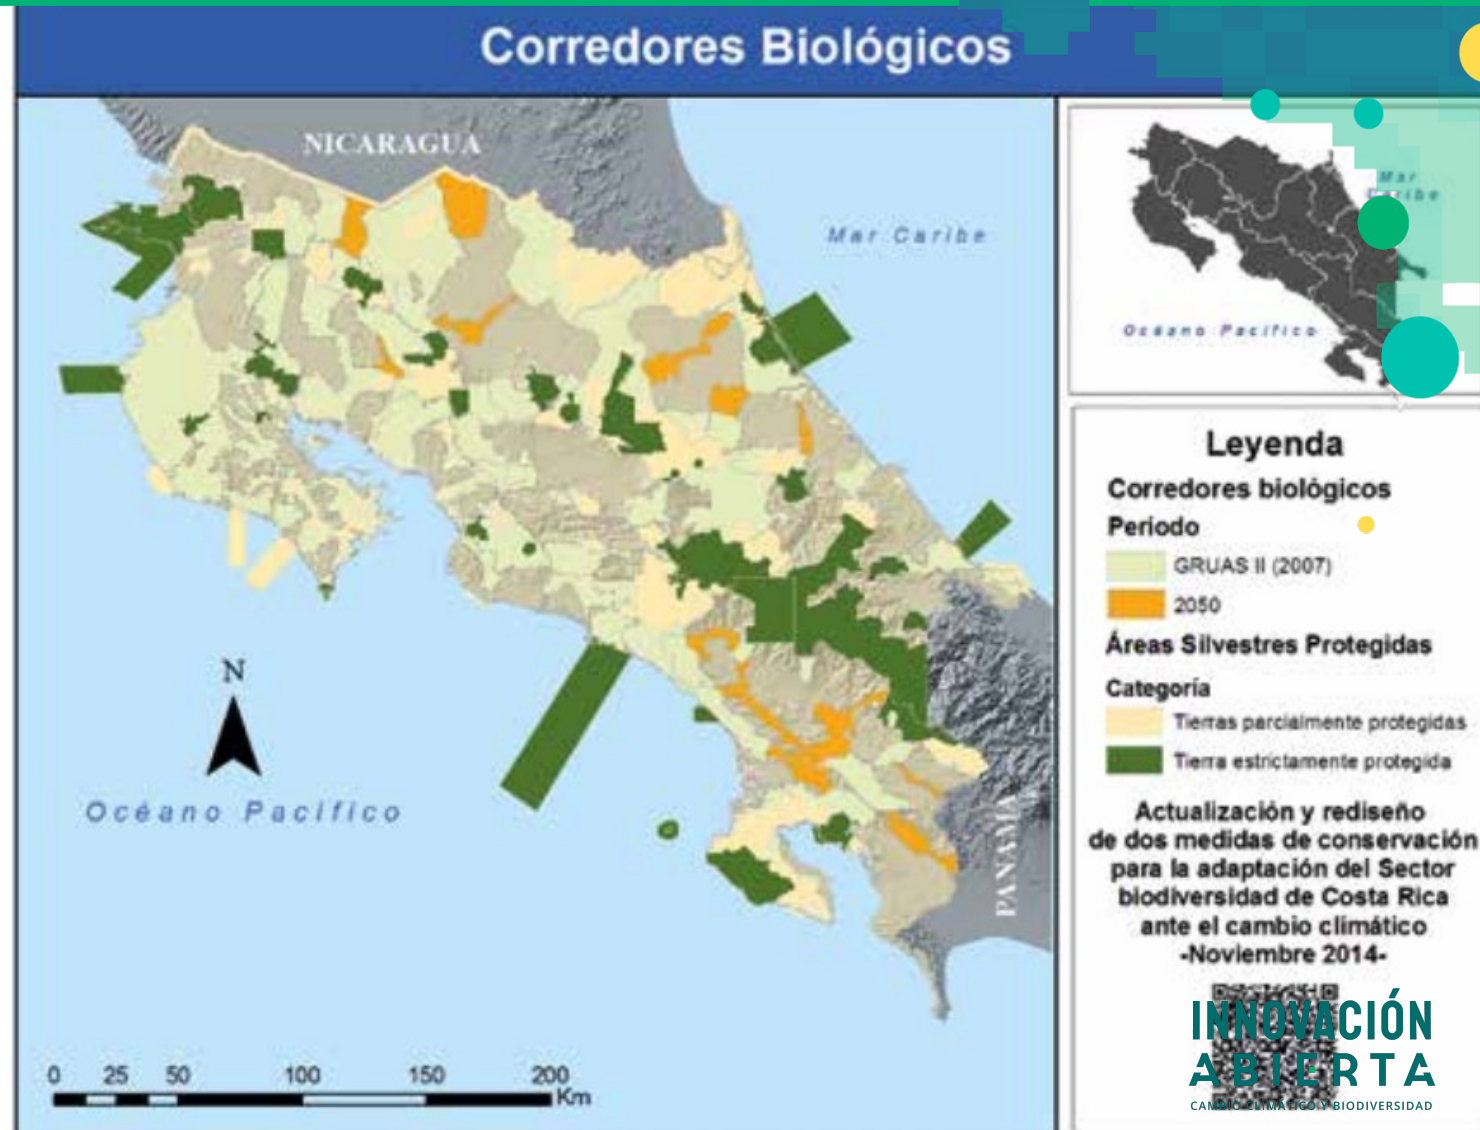 Corredores Biológicos
NICARAGUA
Mar Caribe
Océano Pacífico
PANAMÁ
N
0 25 50 100 150 200
Km
Mar
Caribe
Océano Pacífico
Leyenda
Corredores biológicos
Periodo
GRUAS II (2007)
2050
Áreas Silvestres Protegidas
Categoría
Tierras parcialmente protegidas
Tierra estrictamente protegida
Actualización y rediseño
de dos medidas de conservación
para la adaptación del Sector
biodiversidad de Costa Rica
ante el cambio climático
-Noviembre 2014-
INNOVACIÓN
ABIERTA
CAMBIO CLIMÁTICO Y BIODIVERSIDAD